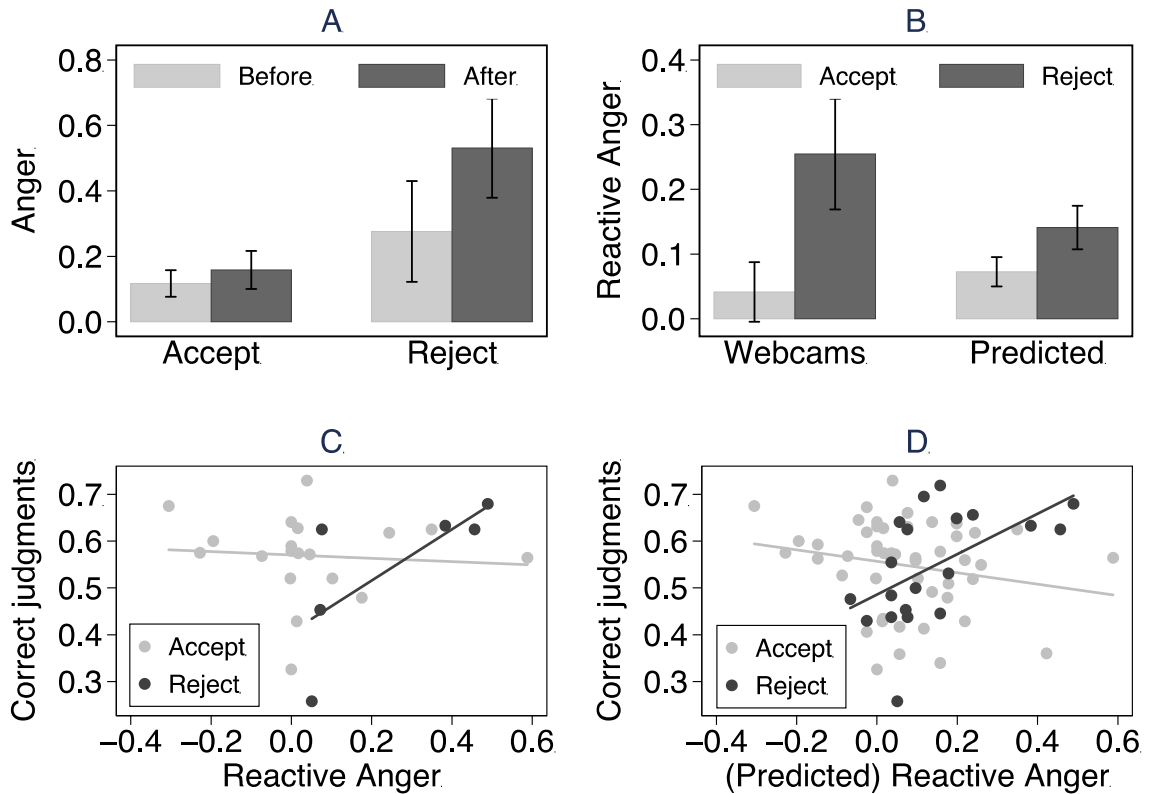 A
0.8
0.6
0.4
0.2
0.0
Anger
Before
After
Accept
Reject
B
0.4
0.3
0.2
0.1
0.0
Reactive Anger
Accept
Reject
Webcams
Predicted
C
0.7
0.6
0.5
0.4
0.3
Correct judgments
Accept
Reject
−0.4 −0.2 0.0 0.2 0.4 0.6
Reactive Anger
D
0.7
0.6
0.5
0.4
0.3
Correct judgments
Accept
Reject
−0.4 −0.2 0.0 0.2 0.4 0.6
(Predicted) Reactive Anger